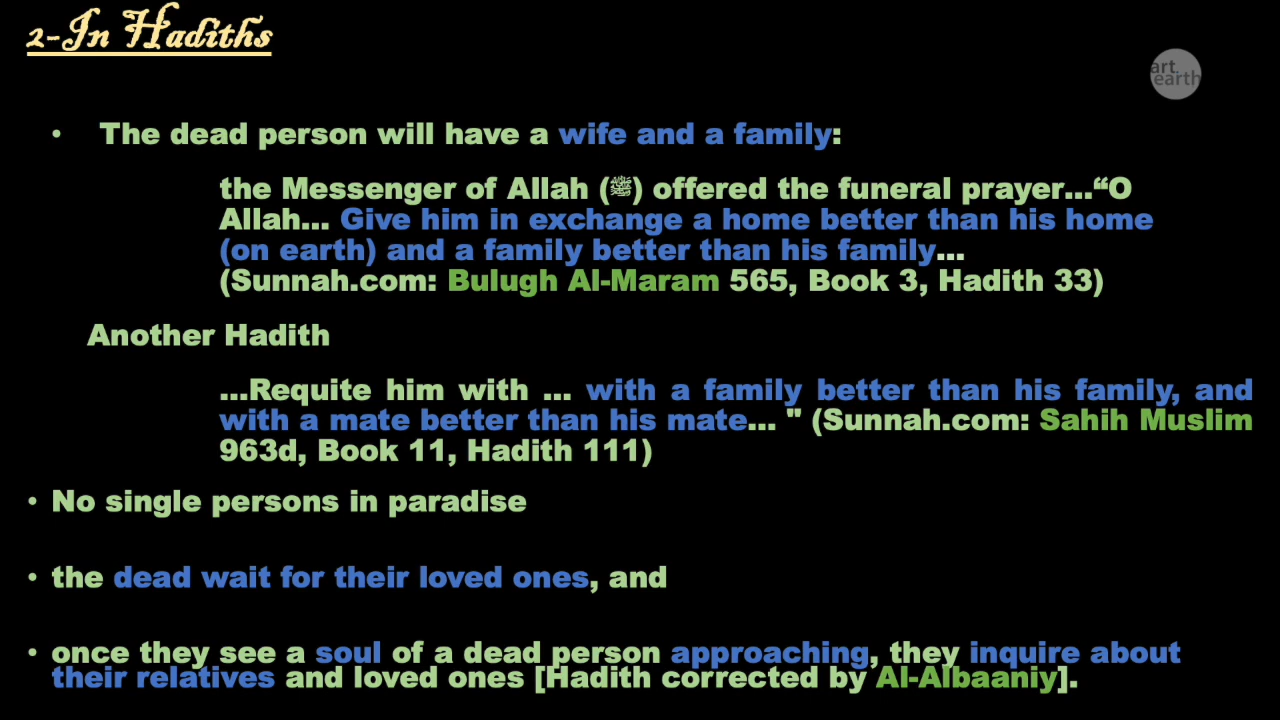 2-In Hadiths
art
earth
• The dead person will have a wife and a family:
the Messenger of Allah (ﷺ) offered the funeral prayer...“O
Allah... Give him in exchange a home better than his home
(on earth) and a family better than his family...
(Sunnah.com: Bulugh Al-Maram 565, Book 3, Hadith 33)
Another Hadith
...Requite him with ... with a family better than his family, and
with a mate better than his mate... " (Sunnah.com: Sahih Muslim
963d, Book 11, Hadith 111)
• No single persons in paradise
• the dead wait for their loved ones, and
• once they see a soul of a dead person approaching, they inquire about
their relatives and loved ones [Hadith corrected by Al-Albaaniy].